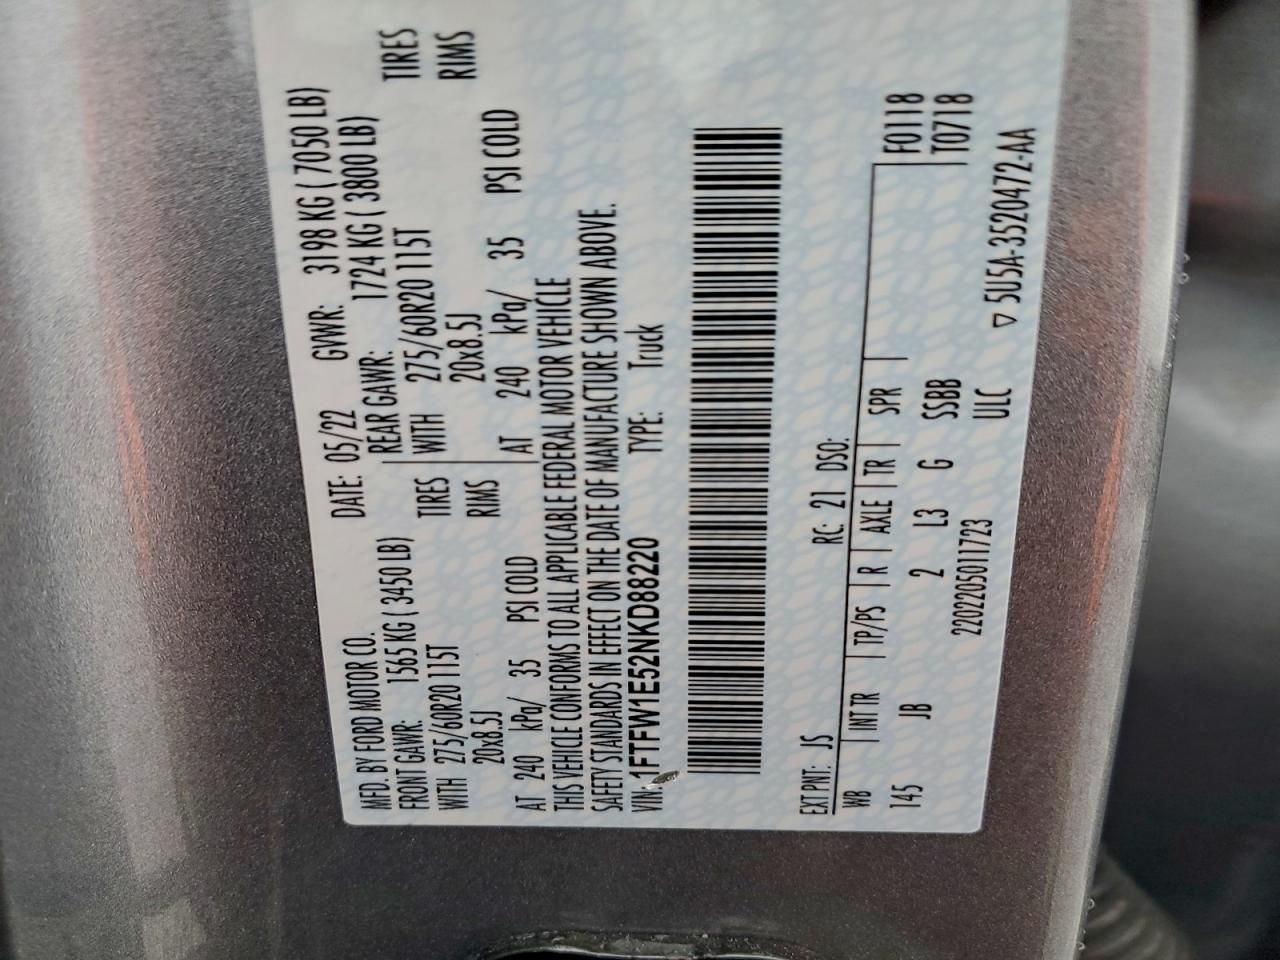 MFD. BY FORD MOTOR CO.
DATE: 05/22 GVWR: 3198 KG ( 7050 LB)
FRONT GAWR: 1565 KG ( 3450 LB) REAR GAWR: 1724 KG ( 3800 LB)
WITH 275/60R20 115T TIRES WITH 275/60R20 115T TIRES
20x8.5J RIMS 20x8.5J RIMS
AT 240 kPa/ 35 PSI COLD AT 240 kPa/ 35 PSI COLD
THIS VEHICLE CONFORMS TO ALL APPLICABLE FEDERAL MOTOR VEHICLE
SAFETY STANDARDS IN EFFECT ON THE DATE OF MANUFACTURE SHOWN ABOVE.
VIN: 1FTFW1E52NKD88220 TYPE: Truck
EXT PNT: JS RC: 21 DSO:
WB INT TR TP/PS R AXLE TR SPR F0118
145 JB 2 L3 G SSBB T0718
220220501 1723 ULC
▽ 5U5A-3520472-AA